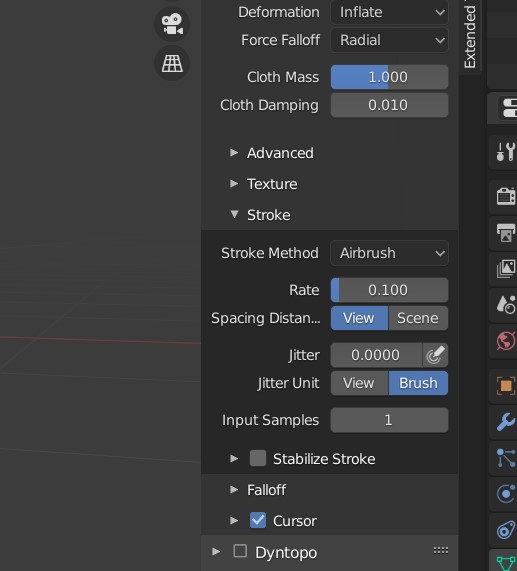 Deformation Inflate
Force Falloff Radial
Cloth Mass 1.000
Cloth Damping 0.010
Advanced
Texture
Stroke
Stroke Method Airbrush
Rate 0.100
Spacing Distan... View Scene
Jitter 0.0000
Jitter Unit View Brush
Input Samples 1
Stabilize Stroke
Falloff
Cursor
Dyntopo
Extended